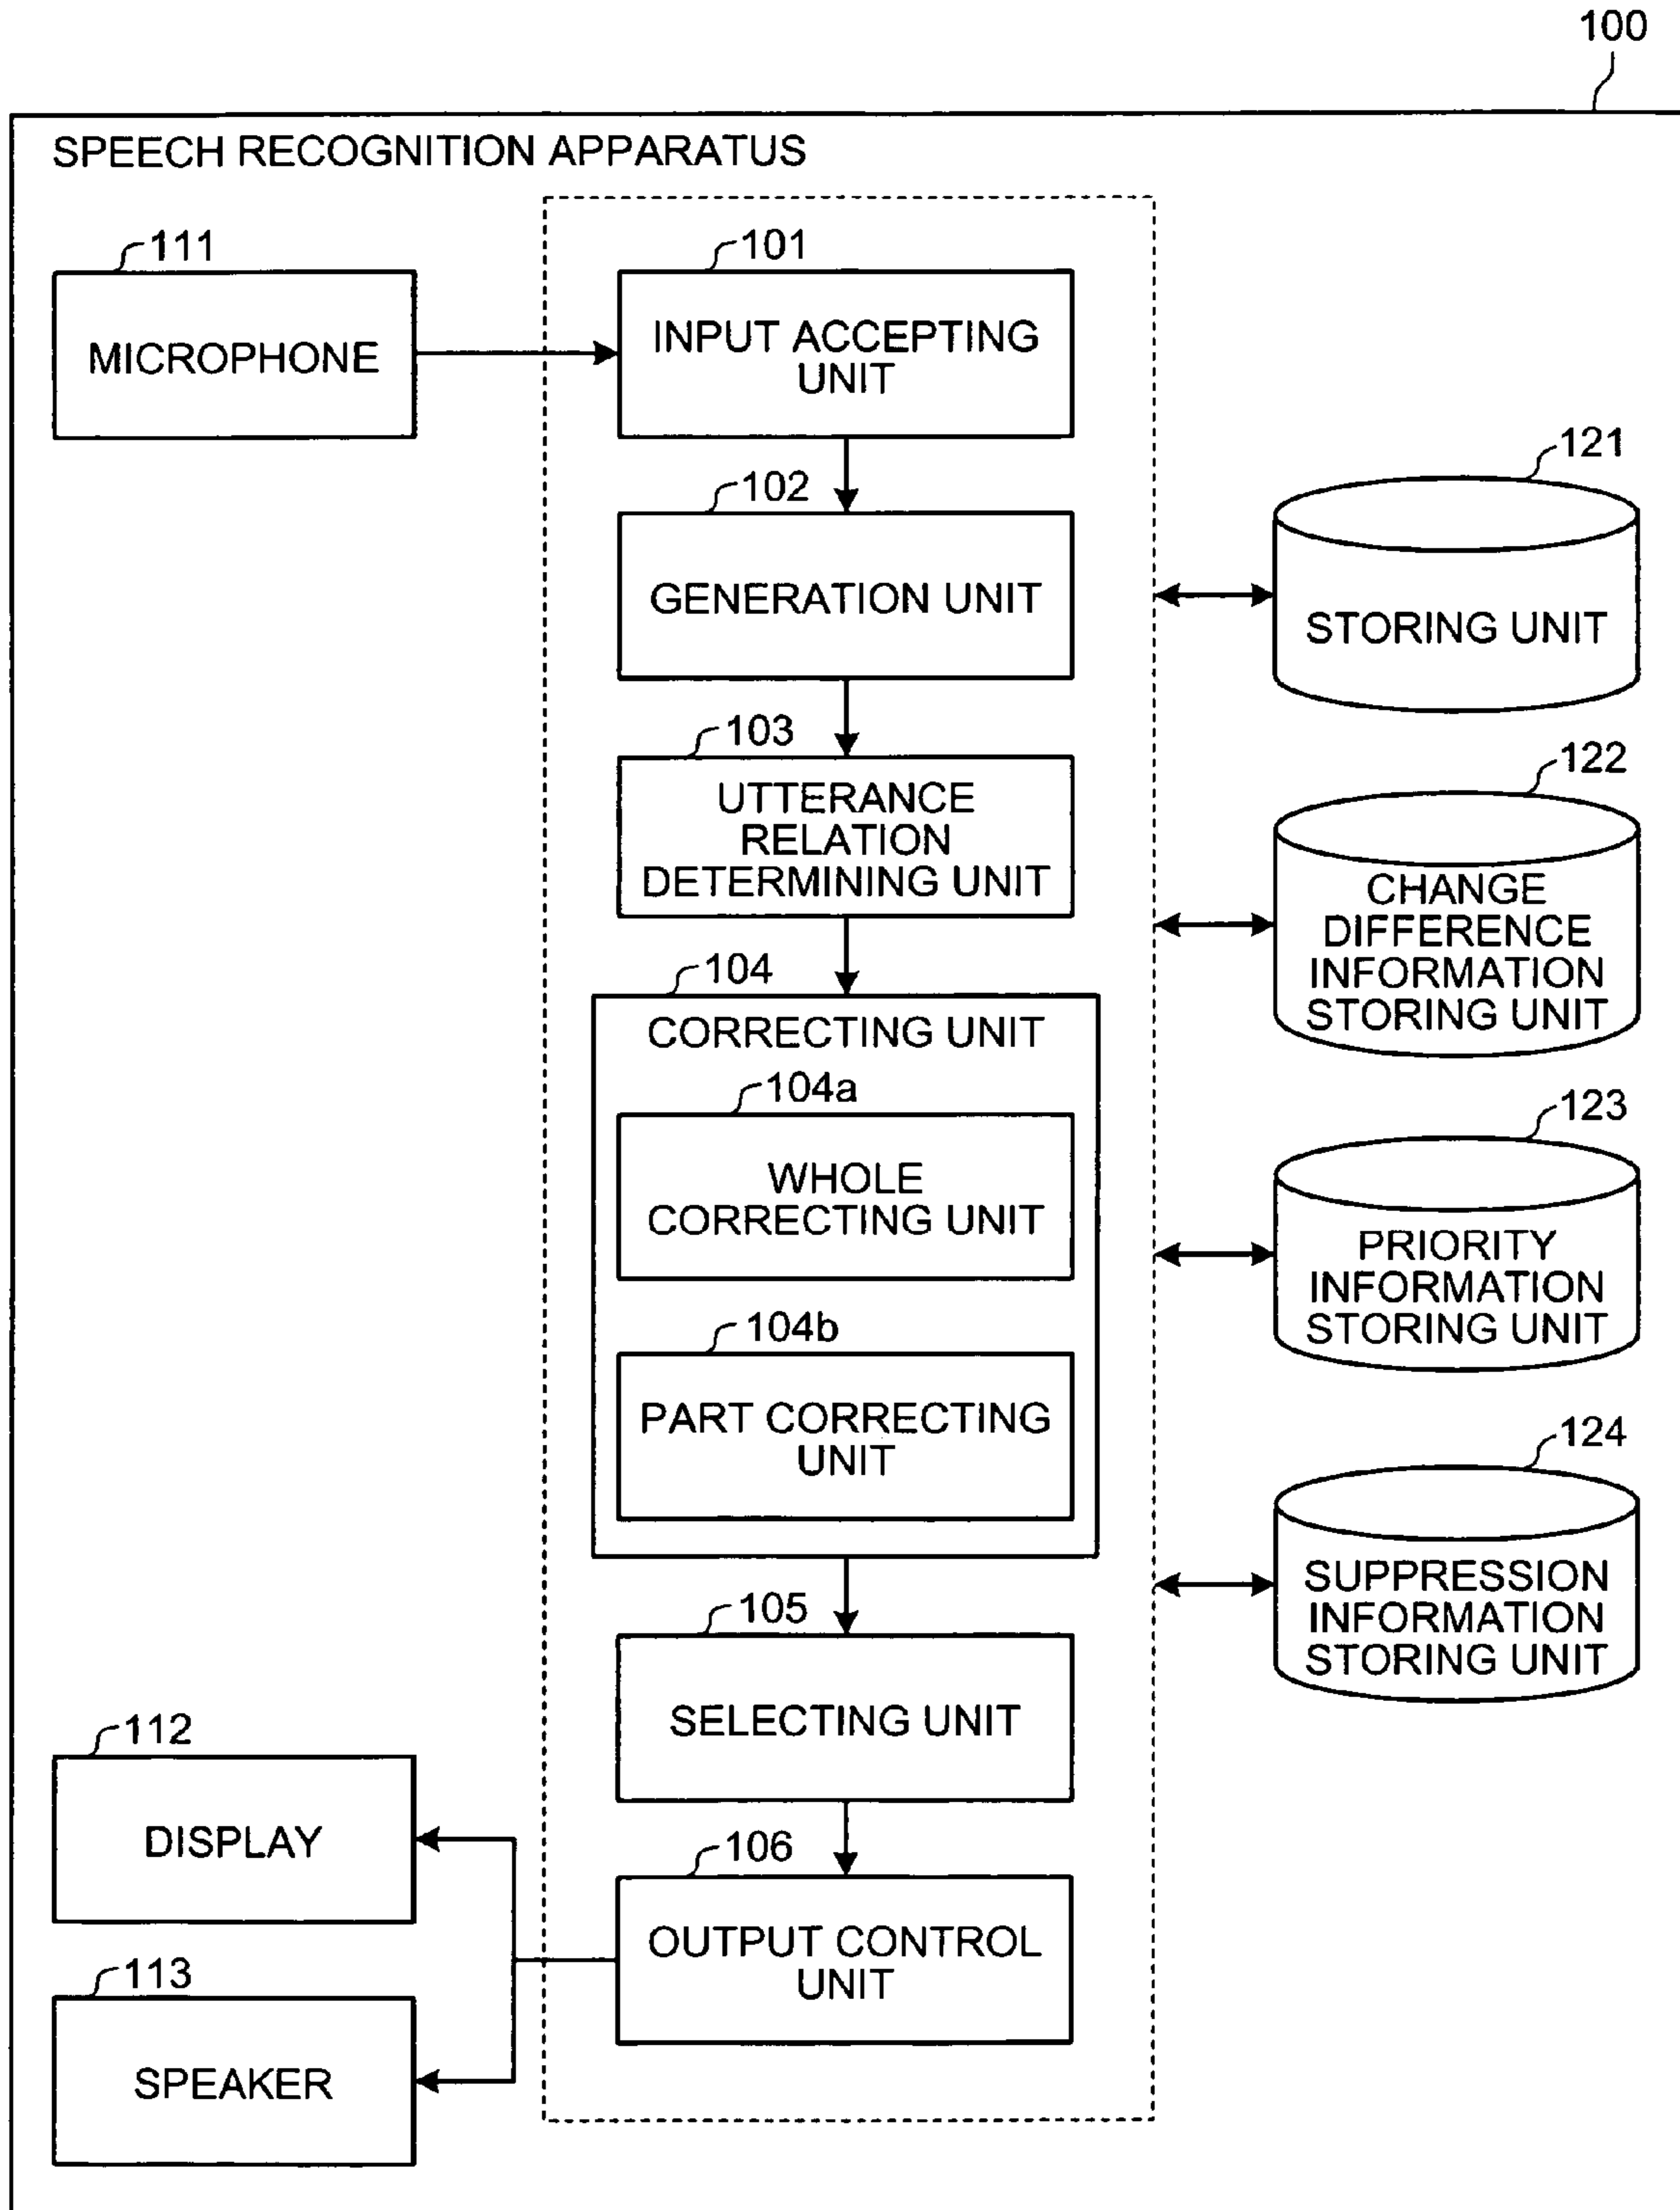 100
SPEECH RECOGNITION APPARATUS
111
MICROPHONE
101
INPUT ACCEPTING
UNIT
102
GENERATION UNIT
121
STORING UNIT
103
UTTERANCE
RELATION
DETERMINING UNIT
122
CHANGE
DIFFERENCE
INFORMATION
STORING UNIT
104
CORRECTING UNIT
104a
WHOLE
CORRECTING UNIT
123
PRIORITY
INFORMATION
STORING UNIT
104b
PART CORRECTING
UNIT
124
SUPPRESSION
INFORMATION
STORING UNIT
105
SELECTING UNIT
112
DISPLAY
106
OUTPUT CONTROL
UNIT
113
SPEAKER